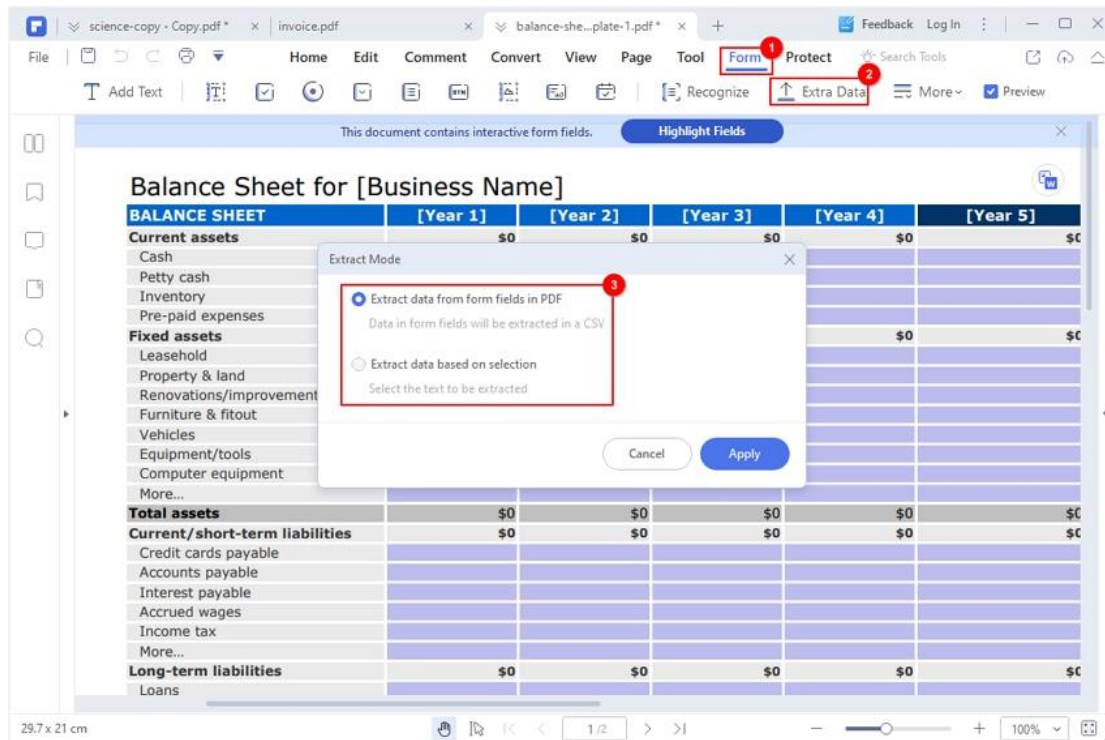 science-copy - Copy.pdf * invoice.pdf balance-she...plate-1.pdf * Feedback Log In
File Home Edit Comment Convert View Page Tool Form 1 Protect Search Tools
Add Text Recognize Extra Data 2 More Preview
This document contains interactive form fields. Highlight Fields
Balance Sheet for [Business Name]
BALANCE SHEET [Year 1] [Year 2] [Year 3] [Year 4] [Year 5]
Current assets $0 $0 $0 $0 $0
Cash
Petty cash
Inventory
Pre-paid expenses
Fixed assets $0 $0
Leasehold
Property & land
Renovations/improvement
Furniture & fitout
Vehicles
Equipment/tools
Computer equipment
More...
Extract Mode
3
Extract data from form fields in PDF
Data in form fields will be extracted in a CSV
Extract data based on selection
Select the text to be extracted
Cancel Apply
Total assets $0 $0 $0 $0 $0
Current/short-term liabilities $0 $0 $0 $0 $0
Credit cards payable
Accounts payable
Interest payable
Accrued wages
Income tax
More...
Long-term liabilities $0 $0 $0 $0 $0
Loans
29.7 x 21 cm 1/2 100%